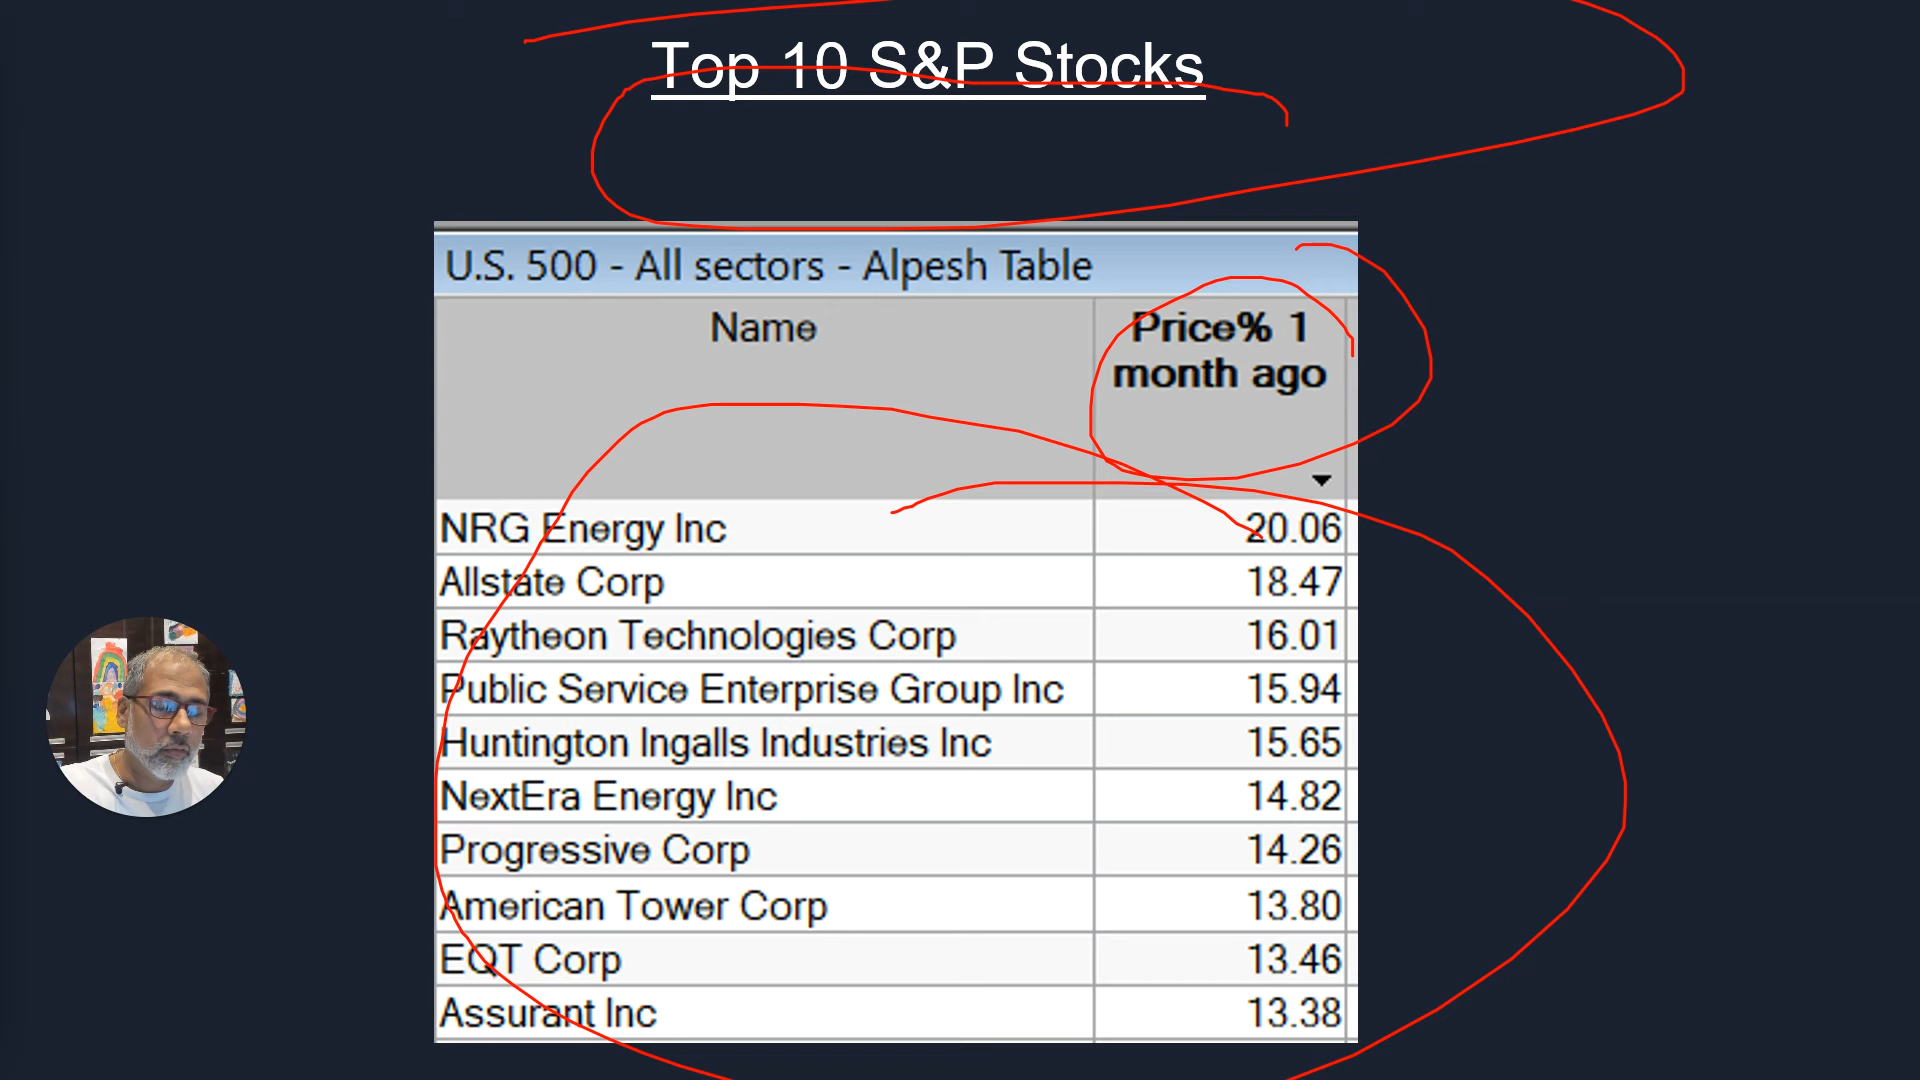 Top 10 S&P Stocks
U.S. 500 - All sectors - Alpesh Table
Name Price% 1
month ago
NRG Energy Inc 20.06
Allstate Corp 18.47
Raytheon Technologies Corp 16.01
Public Service Enterprise Group Inc 15.94
Huntington Ingalls Industries Inc 15.65
NextEra Energy Inc 14.82
Progressive Corp 14.26
American Tower Corp 13.80
EQT Corp 13.46
Assurant Inc 13.38